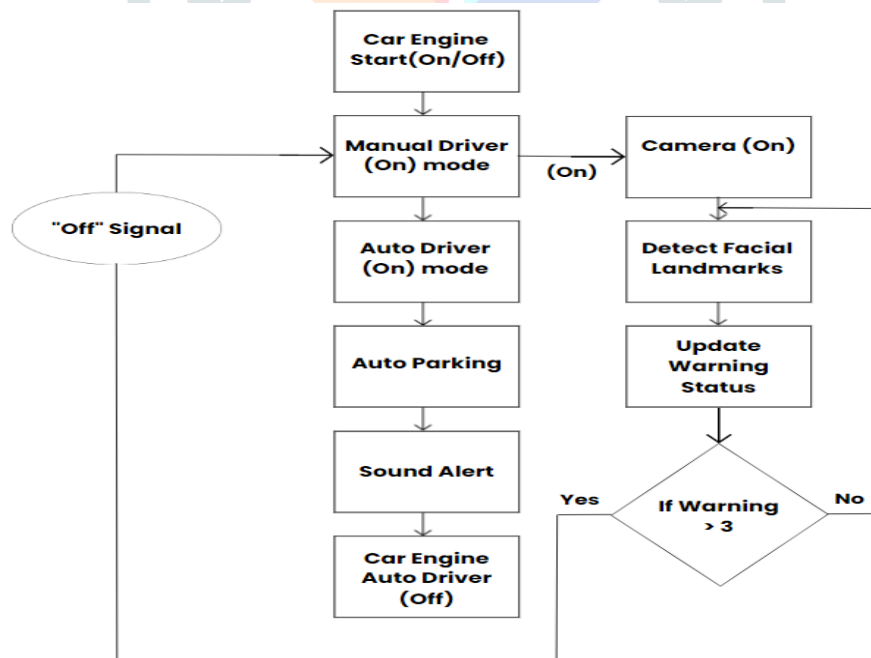 Car Engine
Start(On/Off)
Manual Driver
(On) mode
(On)
Camera (On)
"Off" Signal
Auto Driver
(On) mode
Detect Facial
Landmarks
Auto Parking
Update
Warning
Status
Sound Alert
Yes
If Warning
> 3
No
Car Engine
Auto Driver
(Off)